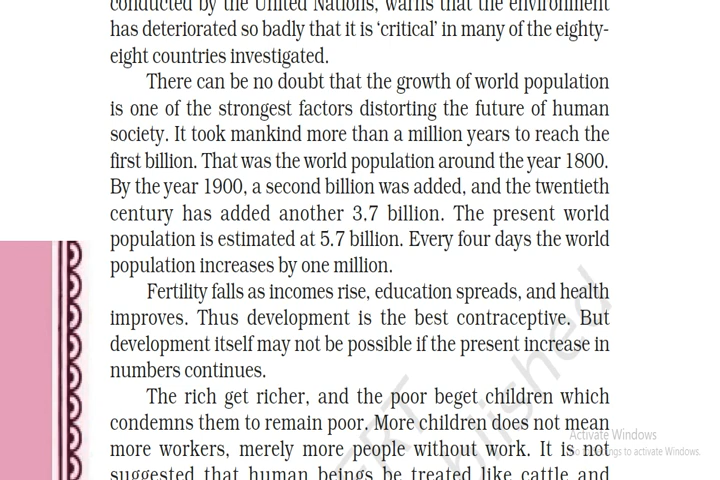 conducted by the United Nations, warns that the environment
has deteriorated so badly that it is ‘critical’ in many of the eighty-
eight countries investigated.
There can be no doubt that the growth of world population
is one of the strongest factors distorting the future of human
society. It took mankind more than a million years to reach the
first billion. That was the world population around the year 1800.
By the year 1900, a second billion was added, and the twentieth
century has added another 3.7 billion. The present world
population is estimated at 5.7 billion. Every four days the world
population increases by one million.
Fertility falls as incomes rise, education spreads, and health
improves. Thus development is the best contraceptive. But
development itself may not be possible if the present increase in
numbers continues.
The rich get richer, and the poor beget children which
condemns them to remain poor. More children does not mean
more workers, merely more people without work. It is not
suggested that human beings be treated like cattle and
Activate Windows
to activate Windows.